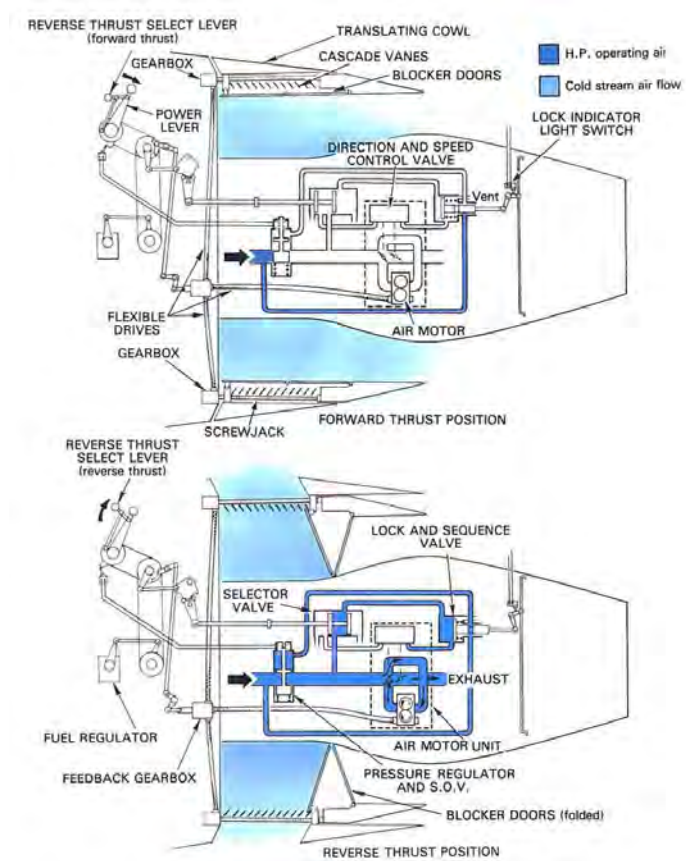 REVERSE THRUST SELECT LEVER
(forward thrust)
GEARBOX
POWER
LEVER
TRANSLATING COWL
CASCADE VANES
BLOCKER DOORS
H.P. operating air
Cold stream air flow
LOCK INDICATOR
LIGHT SWITCH
DIRECTION AND SPEED
CONTROL VALVE
Vent
FLEXIBLE
DRIVES
AIR MOTOR
GEARBOX
SCREWJACK
FORWARD THRUST POSITION
REVERSE THRUST
SELECT LEVER
(reverse thrust)
LOCK AND SEQUENCE
VALVE
SELECTOR
VALVE
EXHAUST
FUEL REGULATOR
AIR MOTOR UNIT
FEEDBACK GEARBOX
PRESSURE REGULATOR
AND S.O.V.
BLOCKER DOORS (folded)
REVERSE THRUST POSITION